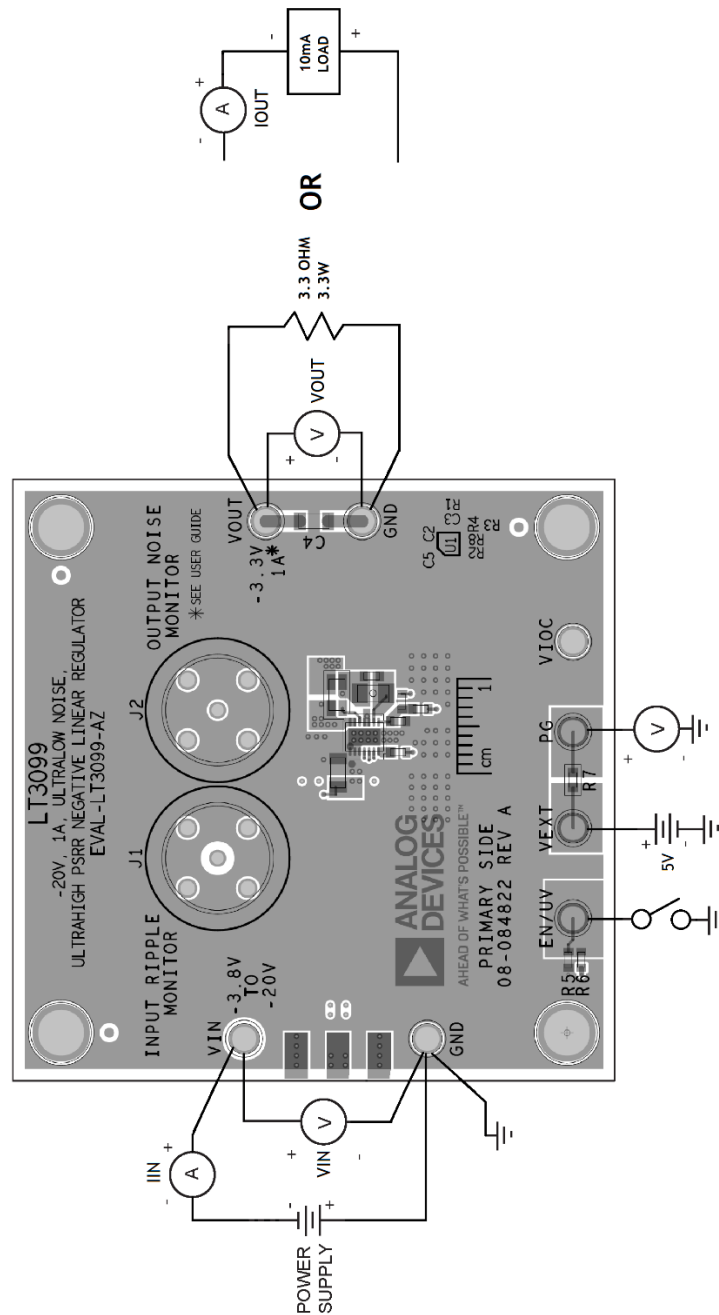 LT3099
-20V, 1A, ULTRALOW NOISE,
ULTRAHIGH PSRR NEGATIVE LINEAR REGULATOR
EVAL-LT3099-AZ
INPUT RIPPLE
MONITOR
J1
J2
OUTPUT NOISE
MONITOR
*SEE USER GUIDE
IIN
A
+
-
POWER
SUPPLY
-
+
VIN
V
+
-
VIN
-3.8V
TO
-20V
GND
VOUT
-3.3V
1A*
C4
GND
+
-
V
VOUT
3.3 OHM
3.3W
OR
-
A
+
IOUT
-
10mA
LOAD
+
ANALOG
DEVICES
AHEAD OF WHAT'S POSSIBLE™
PRIMARY SIDE
08-084822 REV A
cm
1
C5
C2
U1
R4
R3
C3
R1
R5
R6
EN/UV
VEXT
R7
PG
VIOC
+
5V
-
+
V
-